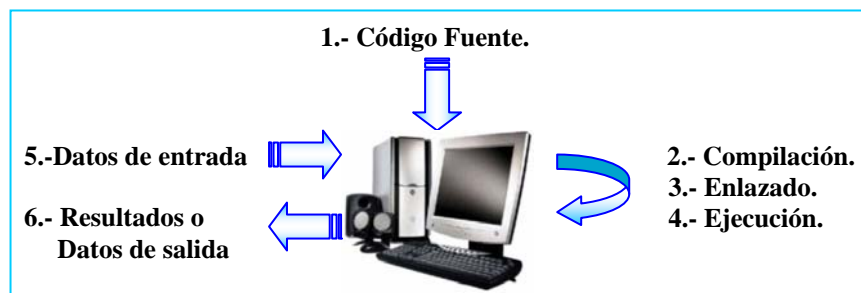 1.- Código Fuente.
5.-Datos de entrada
6.- Resultados o
Datos de salida
2.- Compilación.
3.- Enlazado.
4.- Ejecución.